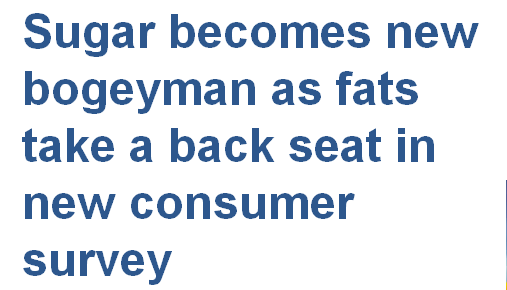 Sugar becomes new
bogeyman as fats
take a back seat in
new consumer
survey